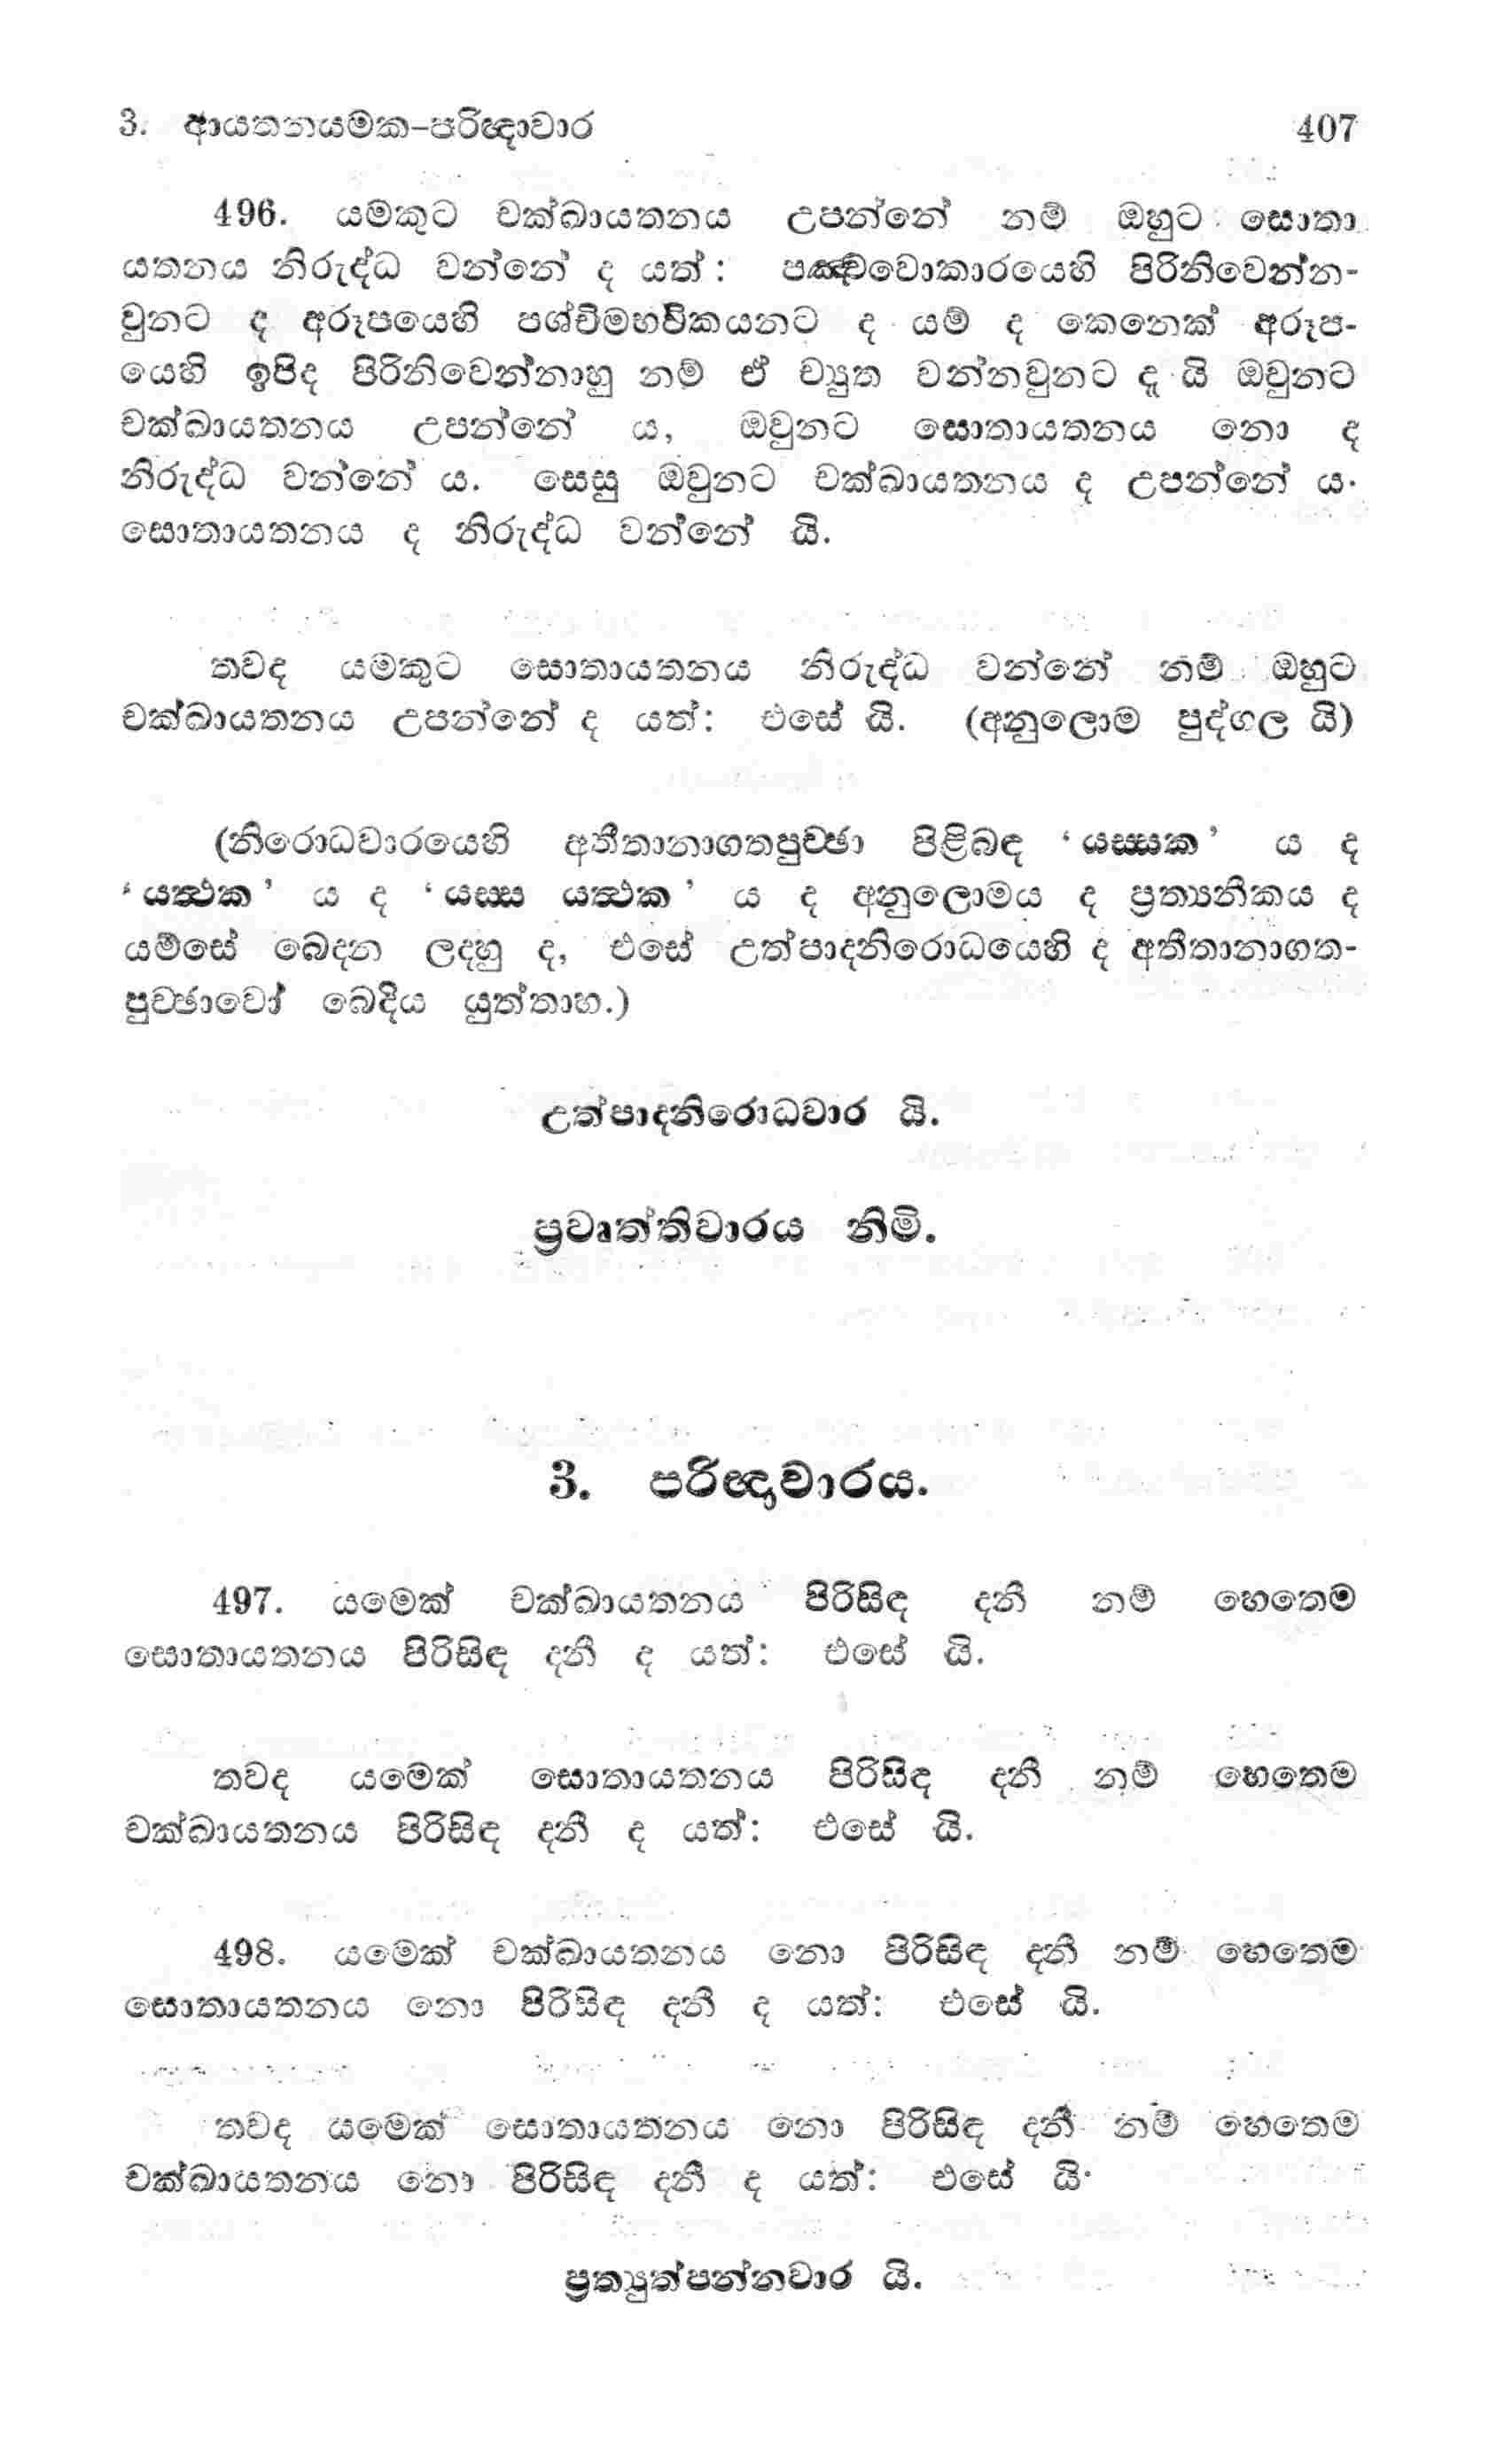 3. ආයතනයමක-පරිඥාවාර 407
496. යමකුට චක්ඛායතනය උපන්නේ නම් ඔහුට සොතා
යතනය නිරුද්ධ වන්නේ ද යත්: පඤ්චවොකාරයෙහි පිරිනිවෙන්න-
වුනට ද අරූපයෙහි පශ්චිමභවිකයනට ද යම් ද කෙනෙක් අරූප-
යෙහි ඉපිද පිරිනිවෙන්නාහු නම් ඒ ච්‍යුත වන්නවුනට ද යි ඔවුනට
චක්ඛායතනය උපන්නේ ය, ඔවුනට සොතායතනය නො ද
නිරුද්ධ වන්නේ ය. සෙසු ඔවුනට චක්ඛායතනය ද උපන්නේ ය.
සොතායතනය ද නිරුද්ධ වන්නේ යි.
තවද යමකුට සොතායතනය නිරුද්ධ වන්නේ නම් ඔහුට
චක්ඛායතනය උපන්නේ ද යත්: එසේ යි. (අනුලොම පුද්ගල යි)
(නිරොධවාරයෙහි අතීතානාගතපුච්ඡා පිළිබඳ ‘යස්සක’ ය ද
‘යත්ථක’ ය ද ‘යස්ස යත්ථක’ ය ද අනුලොමය ද ප්‍රත්‍යනීකය ද
යම්සේ බෙදන ලදහු ද, එසේ උත්පාදනිරොධයෙහි ද අතීතානාගත-
පුච්ඡාවෝ බෙදිය යුත්තාහ.)
උත්පාදනිරොධවාර යි.
ප්‍රවෘත්තිවාරය නිමි.
3. පරිඥාවාරය.
497. යමෙක් චක්ඛායතනය පිරිසිඳ දනී නම් හෙතෙම
සොතායතනය පිරිසිඳ දනී ද යත්: එසේ යි.
තවද යමෙක් සොතායතනය පිරිසිඳ දනී නම් හෙතෙම
චක්ඛායතනය පිරිසිඳ දනී ද යත්: එසේ යි.
498. යමෙක් චක්ඛායතනය නො පිරිසිඳ දනී නම් හෙතෙම
සොතායතනය නො පිරිසිඳ දනී ද යත්: එසේ යි.
තවද යමෙක් සොතායතනය නො පිරිසිඳ දනී නම් හෙතෙම
චක්ඛායතනය නො පිරිසිඳ දනී ද යත්: එසේ යි.
ප්‍රත්‍යුත්පන්නවාර යි.